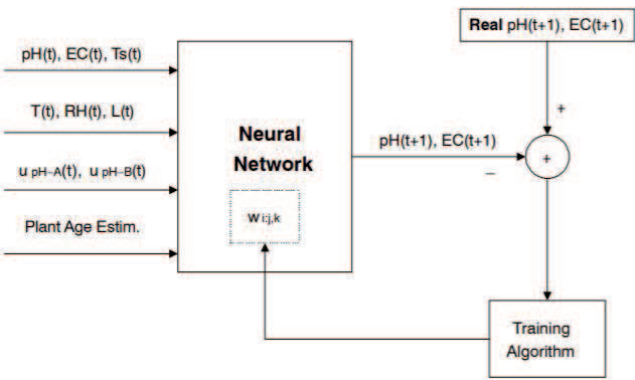 Real pH(t+1), EC(t+1)
pH(t), EC(t), Ts(t)
T(t), RH(t), L(t)
u pH-A(t), u pH-B(t)
Plant Age Estim.
Neural
Network
w i:j,k
pH(t+1), EC(t+1)
+
+
−
Training
Algorithm